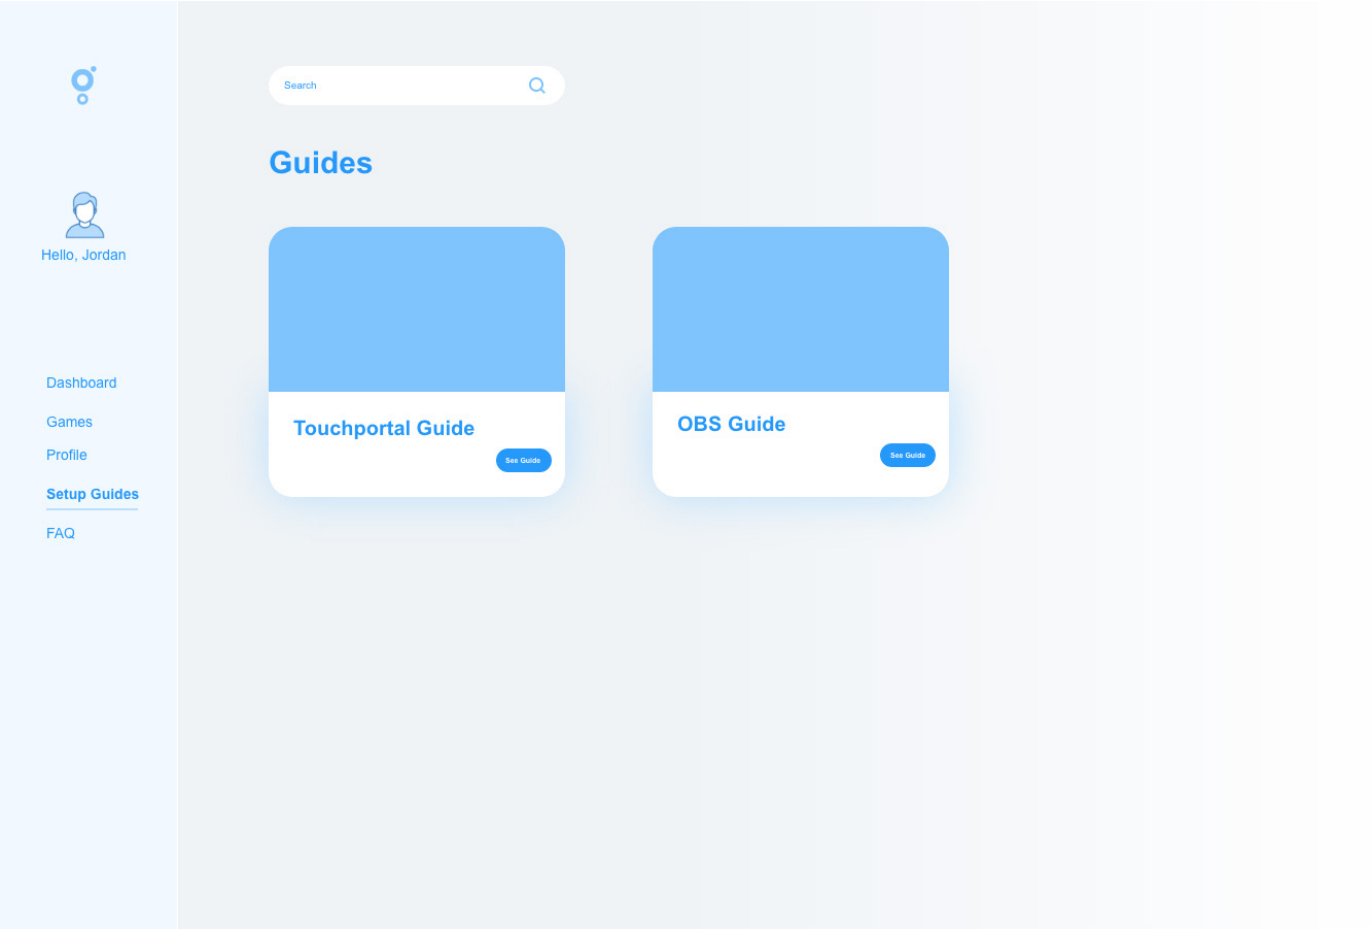 Search
Guides
Hello, Jordan
Dashboard
Games
Profile
Setup Guides
FAQ
Touchportal Guide
See Guide
OBS Guide
See Guide